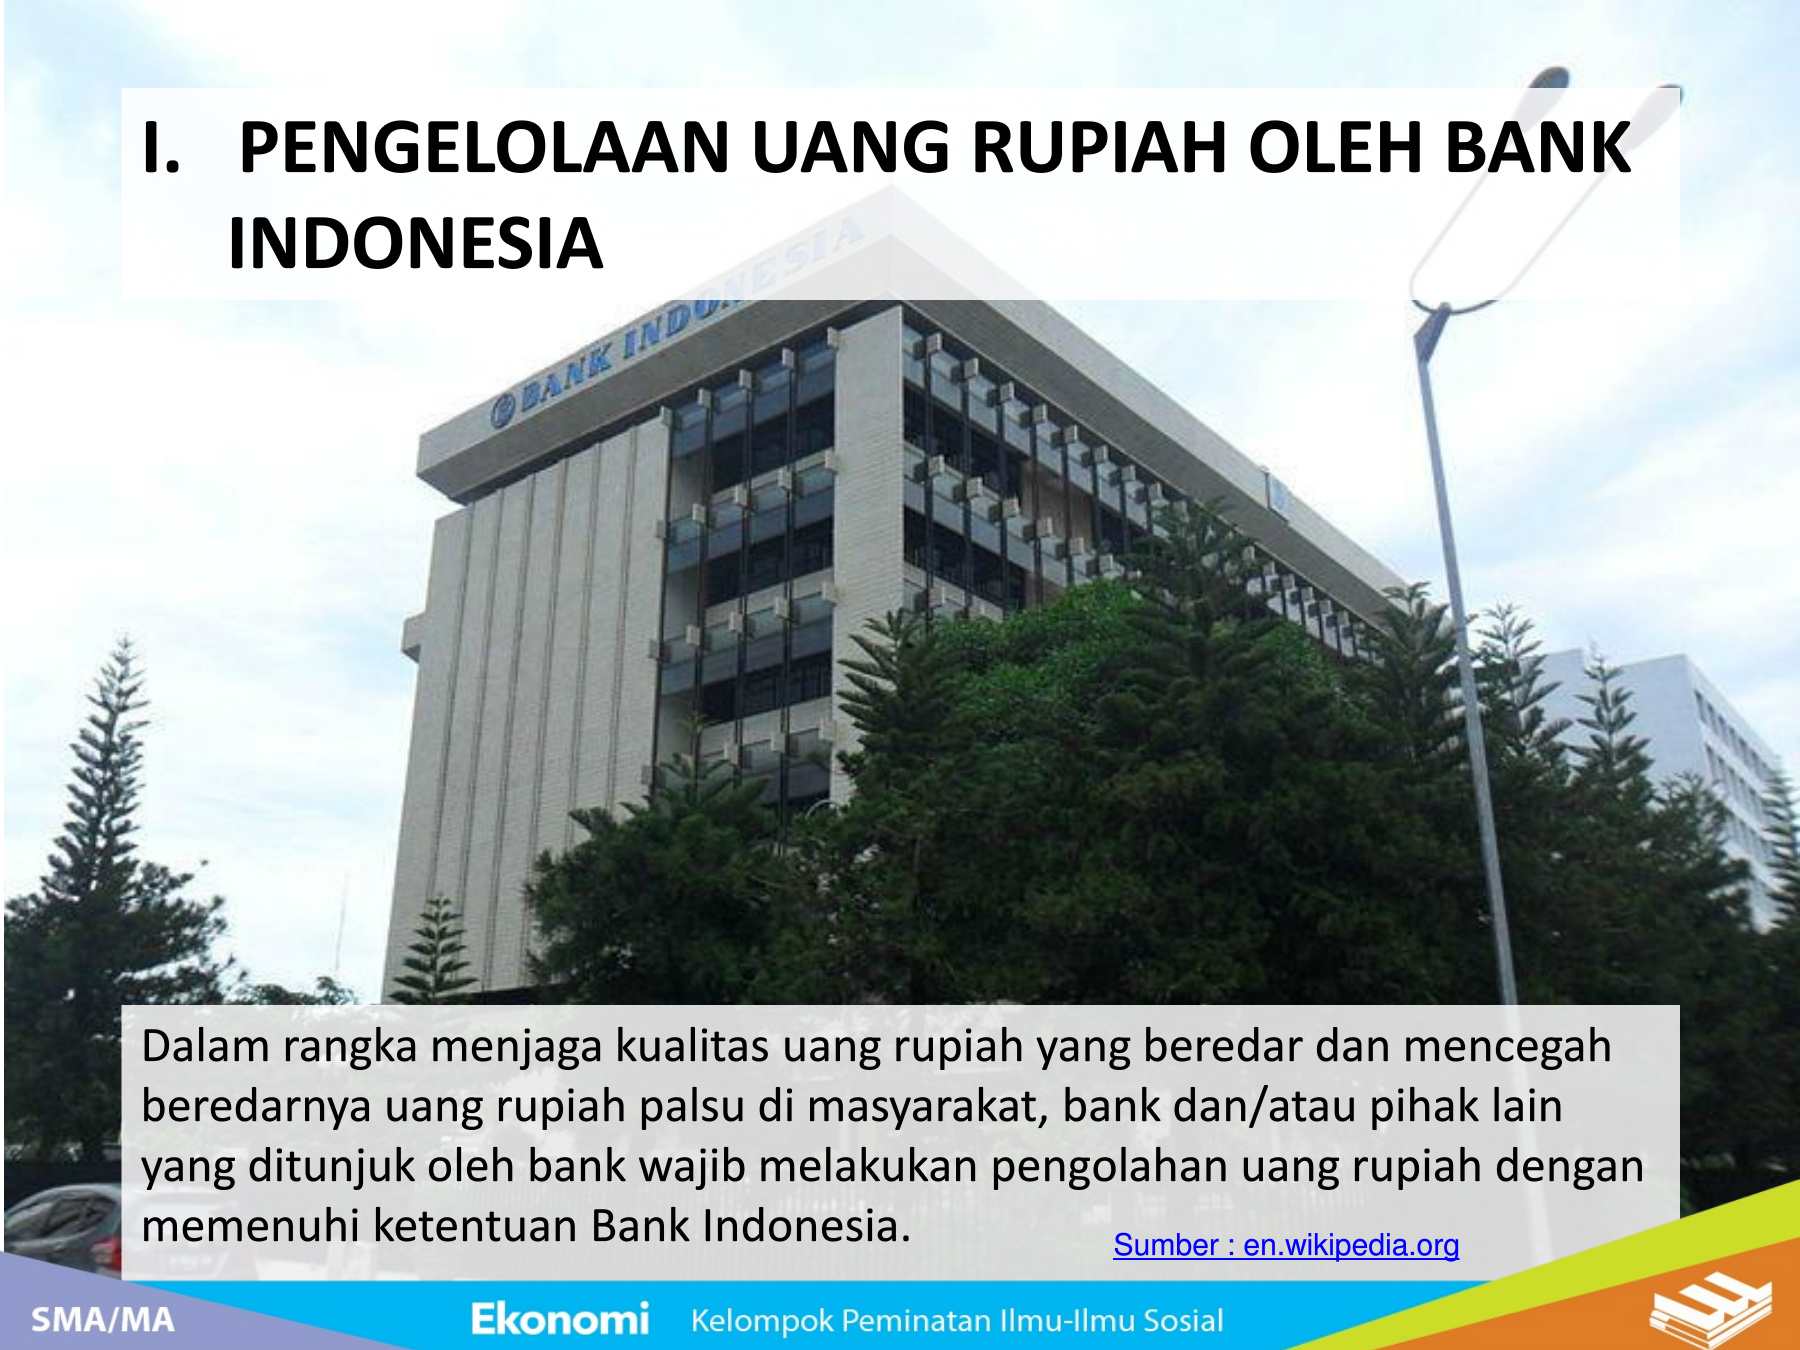 I. PENGELOLAAN UANG RUPIAH OLEH BANK
INDONESIA
BANK INDONESIA
Dalam rangka menjaga kualitas uang rupiah yang beredar dan mencegah
beredarnya uang rupiah palsu di masyarakat, bank dan/atau pihak lain
yang ditunjuk oleh bank wajib melakukan pengolahan uang rupiah dengan
memenuhi ketentuan Bank Indonesia.
Sumber : en.wikipedia.org
SMA/MA
Ekonomi Kelompok Peminatan Ilmu-Ilmu Sosial